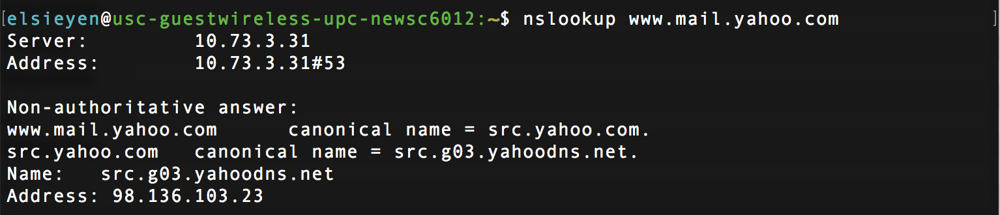 [elsieyen@usc-guestwireless-upc-newsc6012:~$ nslookup www.mail.yahoo.com ]
Server: 10.73.3.31
Address: 10.73.3.31#53
Non-authoritative answer:
www.mail.yahoo.com canonical name = src.yahoo.com.
src.yahoo.com canonical name = src.g03.yahoodns.net.
Name: src.g03.yahoodns.net
Address: 98.136.103.23